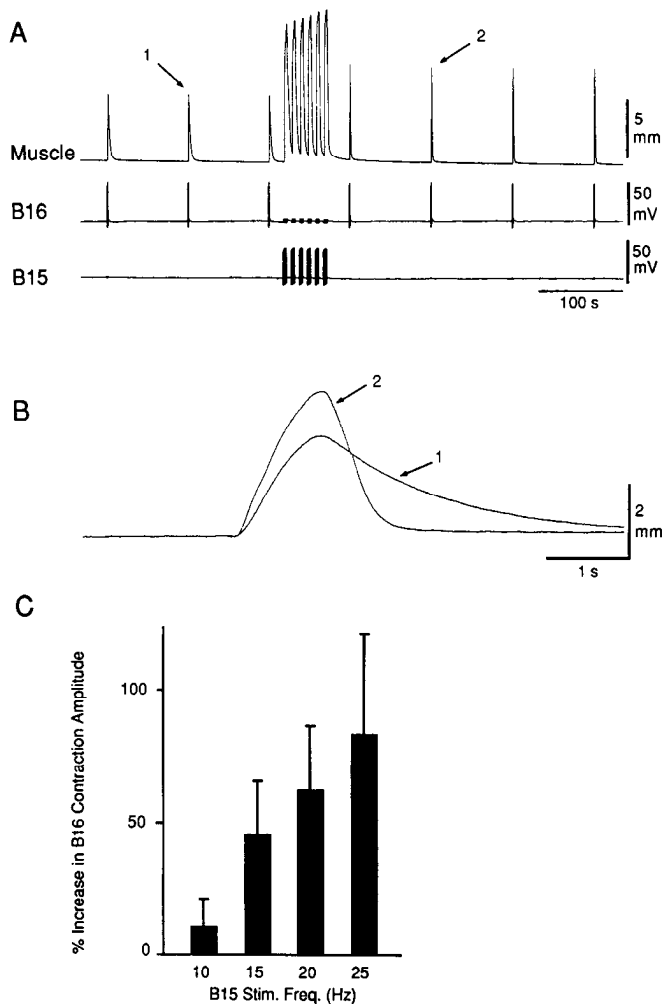 A
1
2
Muscle
5
mm
B16
50
mV
B15
50
mV
100 s
B
2
1
2
mm
1 s
C
% Increase in B16 Contraction Amplitude
100
50
0
10 15 20 25
B15 Stim. Freq. (Hz)